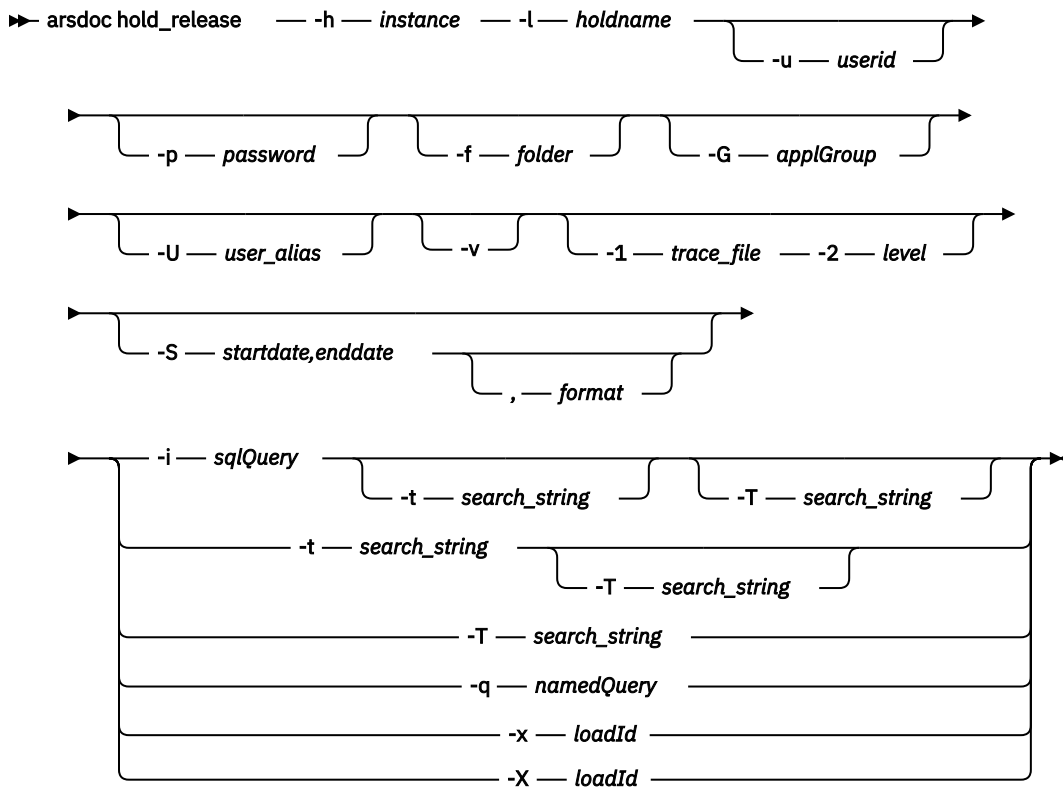 arsdoc hold_release -h instance -l holdname
-u userid
-p password -f folder -G applGroup
-U user_alias -v -1 trace_file -2 level
-S startdate,enddate
, format
-i sqlQuery
-t search_string -T search_string
-t search_string
-T search_string
-T search_string
-q namedQuery
-x loadId
-X loadId